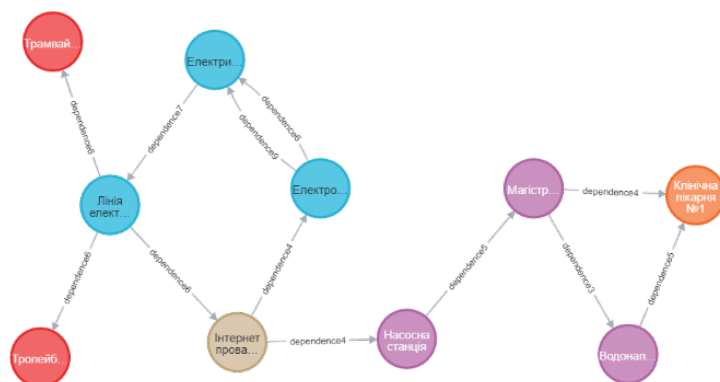 Трамвай...
Електри...
dependence6
dependence7
dependence9
dependence6
Лінія
елект...
Електро...
Магістр...
dependence4
Клінічна
лікарня
№1
dependence6
dependence6
dependence4
dependence5
dependence3
dependence5
Тролейб...
Інтернет
прова...
dependence4
Насосна
станція
Водонап...